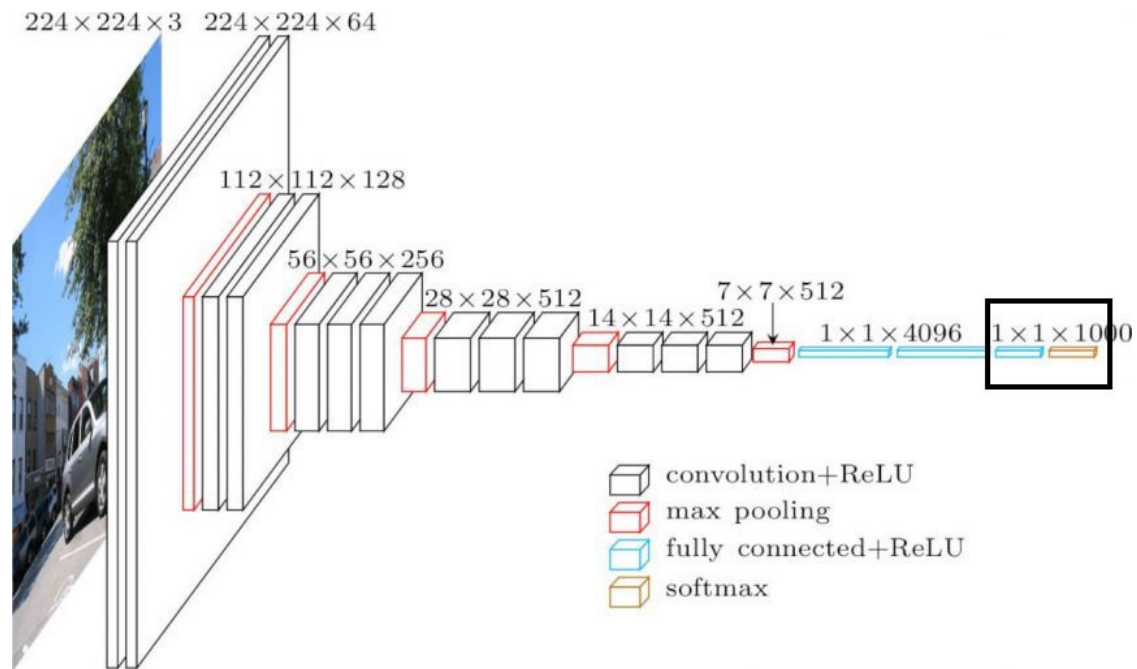 224×224×3
224×224×64
112×112×128
56×56×256
28×28×512
14×14×512
7×7×512
1×1×4096
1×1×1000
convolution+ReLU
max pooling
fully connected+ReLU
softmax